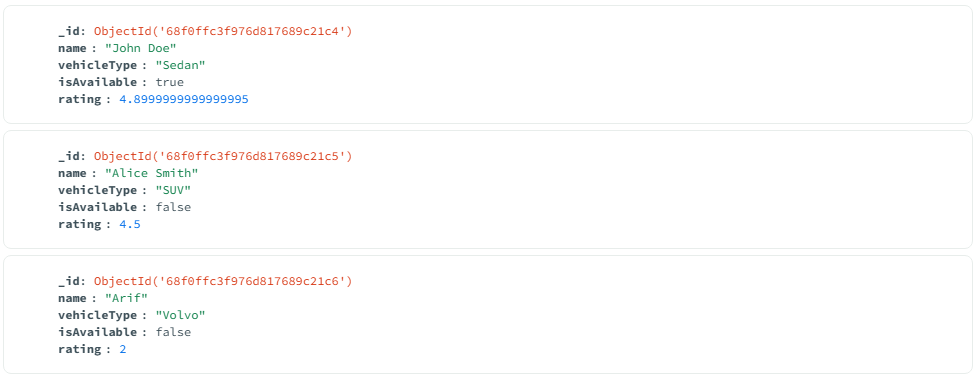 _id: ObjectId('68f0ffc3f976d817689c21c4')
name : "John Doe"
vehicleType : "Sedan"
isAvailable : true
rating : 4.8999999999999995
_id: ObjectId('68f0ffc3f976d817689c21c5')
name : "Alice Smith"
vehicleType : "SUV"
isAvailable : false
rating : 4.5
_id: ObjectId('68f0ffc3f976d817689c21c6')
name : "Arif"
vehicleType : "Volvo"
isAvailable : false
rating : 2